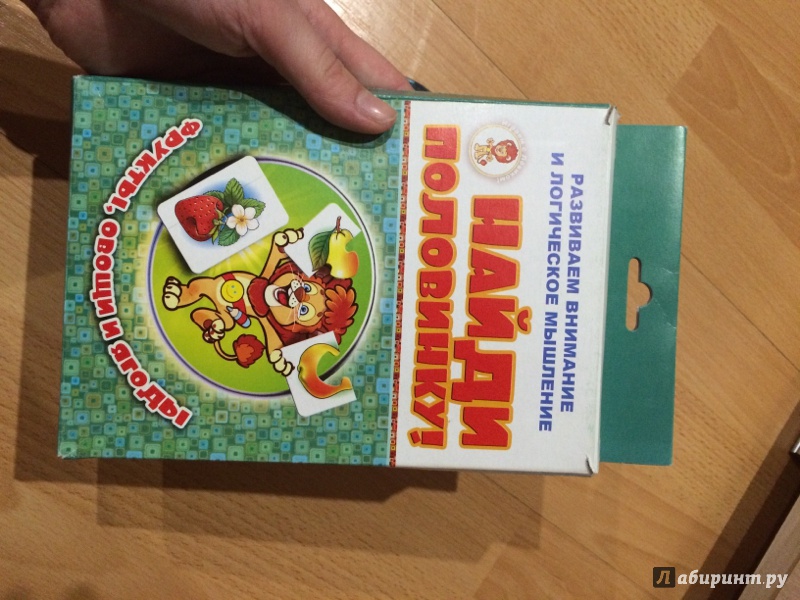 РАЗВИВАЕМ ВНИМАНИЕ
И ЛОГИЧЕСКОЕ МЫШЛЕНИЕ
НАЙДИ
ПОЛОВИНКУ!
ФРУКТЫ, ОВОЩИ И ЯГОДЫ
Лабиринт.ру